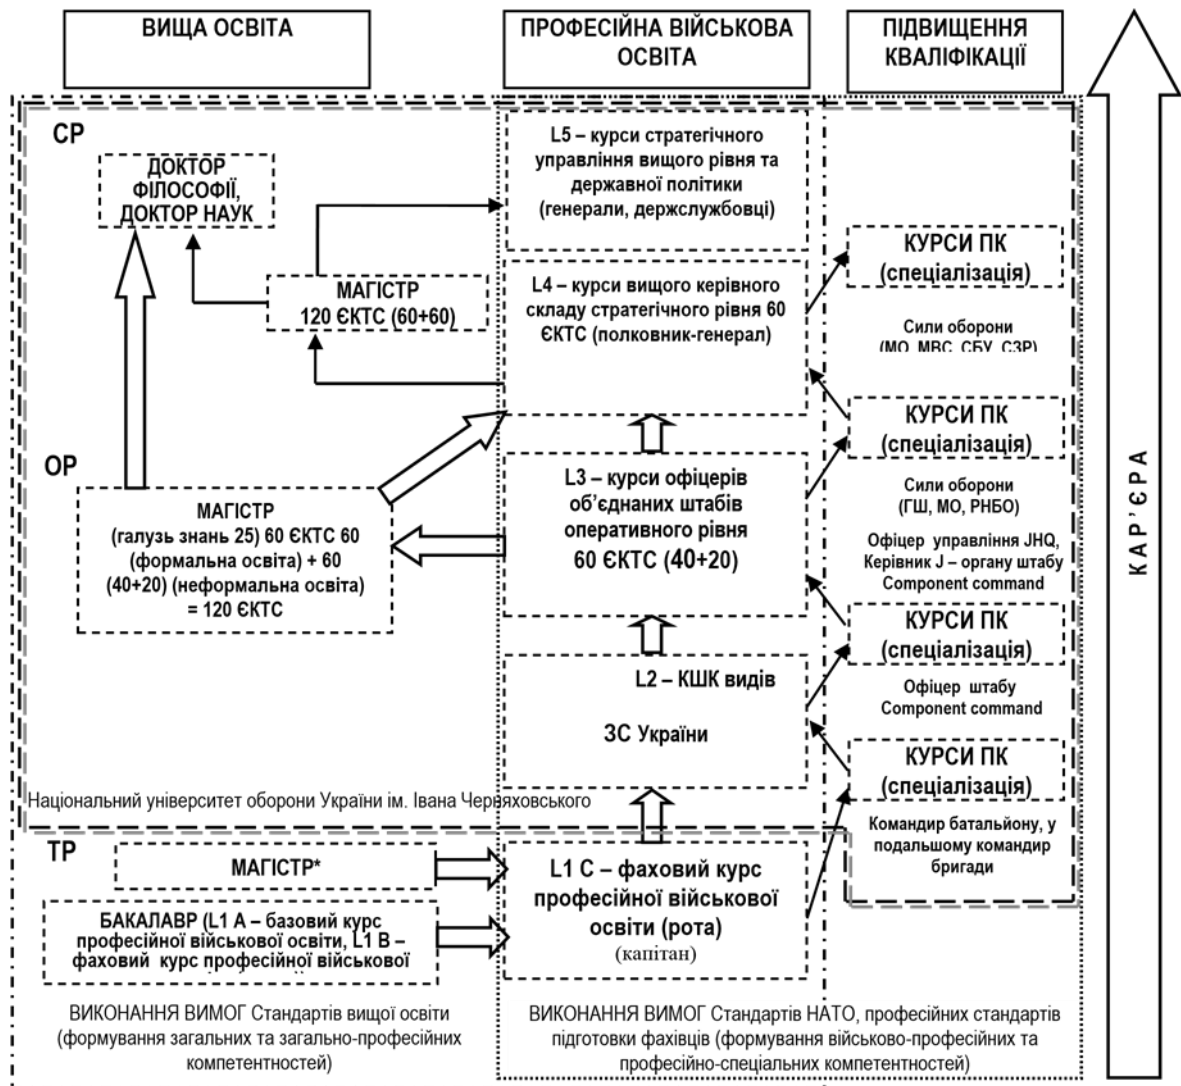 ВИЩА ОСВІТА
ПРОФЕСІЙНА ВІЙСЬКОВА
ОСВІТА
ПІДВИЩЕННЯ
КВАЛІФІКАЦІЇ
СР
ДОКТОР
ФІЛОСОФІЇ,
ДОКТОР НАУК
L5 – курси стратегічного
управління вищого рівня та
державної політики
(генерали, держслужбовці)
КУРСИ ПК
(спеціалізація)
МАГІСТР
120 ЄКТС (60+60)
L4 – курси вищого керівного
складу стратегічного рівня 60
ЄКТС (полковник-генерал)
Сили оборони
(МО, МВС, СБУ, СЗР)
КУРСИ ПК
(спеціалізація)
ОР
МАГІСТР
(галузь знань 25) 60 ЄКТС 60
(формальна освіта) + 60
(40+20) (неформальна освіта)
= 120 ЄКТС
L3 – курси офіцерів
об’єднаних штабів
оперативного рівня
60 ЄКТС (40+20)
Сили оборони
(ГШ, МО, РНБО)
Офіцер управління JHQ,
Керівник J – органу штабу
Component command
КУРСИ ПК
(спеціалізація)
L2 – КШК видів
ЗС України
Офіцер штабу
Component command
КУРСИ ПК
(спеціалізація)
Національний університет оборони України ім. Івана Черняховського
Командир батальйону, у
подальшому командир
бригади
ТР
МАГІСТР*
БАКАЛАВР (L1 А – базовий курс
професійної військової освіти, L1 В –
фаховий курс професійної військової
L1 С – фаховий курс
професійної військової
освіти (рота)
(капітан)
ВИКОНАННЯ ВИМОГ Стандартів вищої освіти
(формування загальних та загально-професійних
компетентностей)
ВИКОНАННЯ ВИМОГ Стандартів НАТО, професійних стандартів
підготовки фахівців (формування військово-професійних та
професійно-спеціальних компетентностей)
КАР’ЄРА